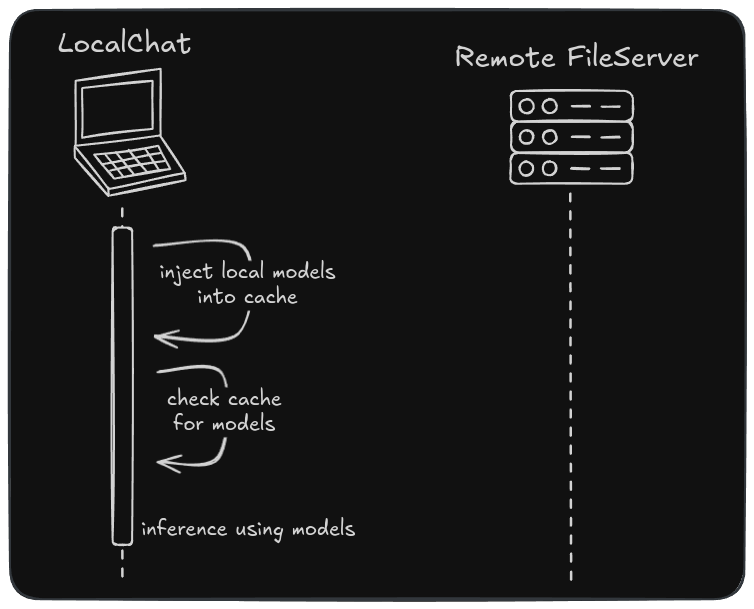 LocalChat
Remote FileServer
inject local models
into cache
check cache
for models
inference using models